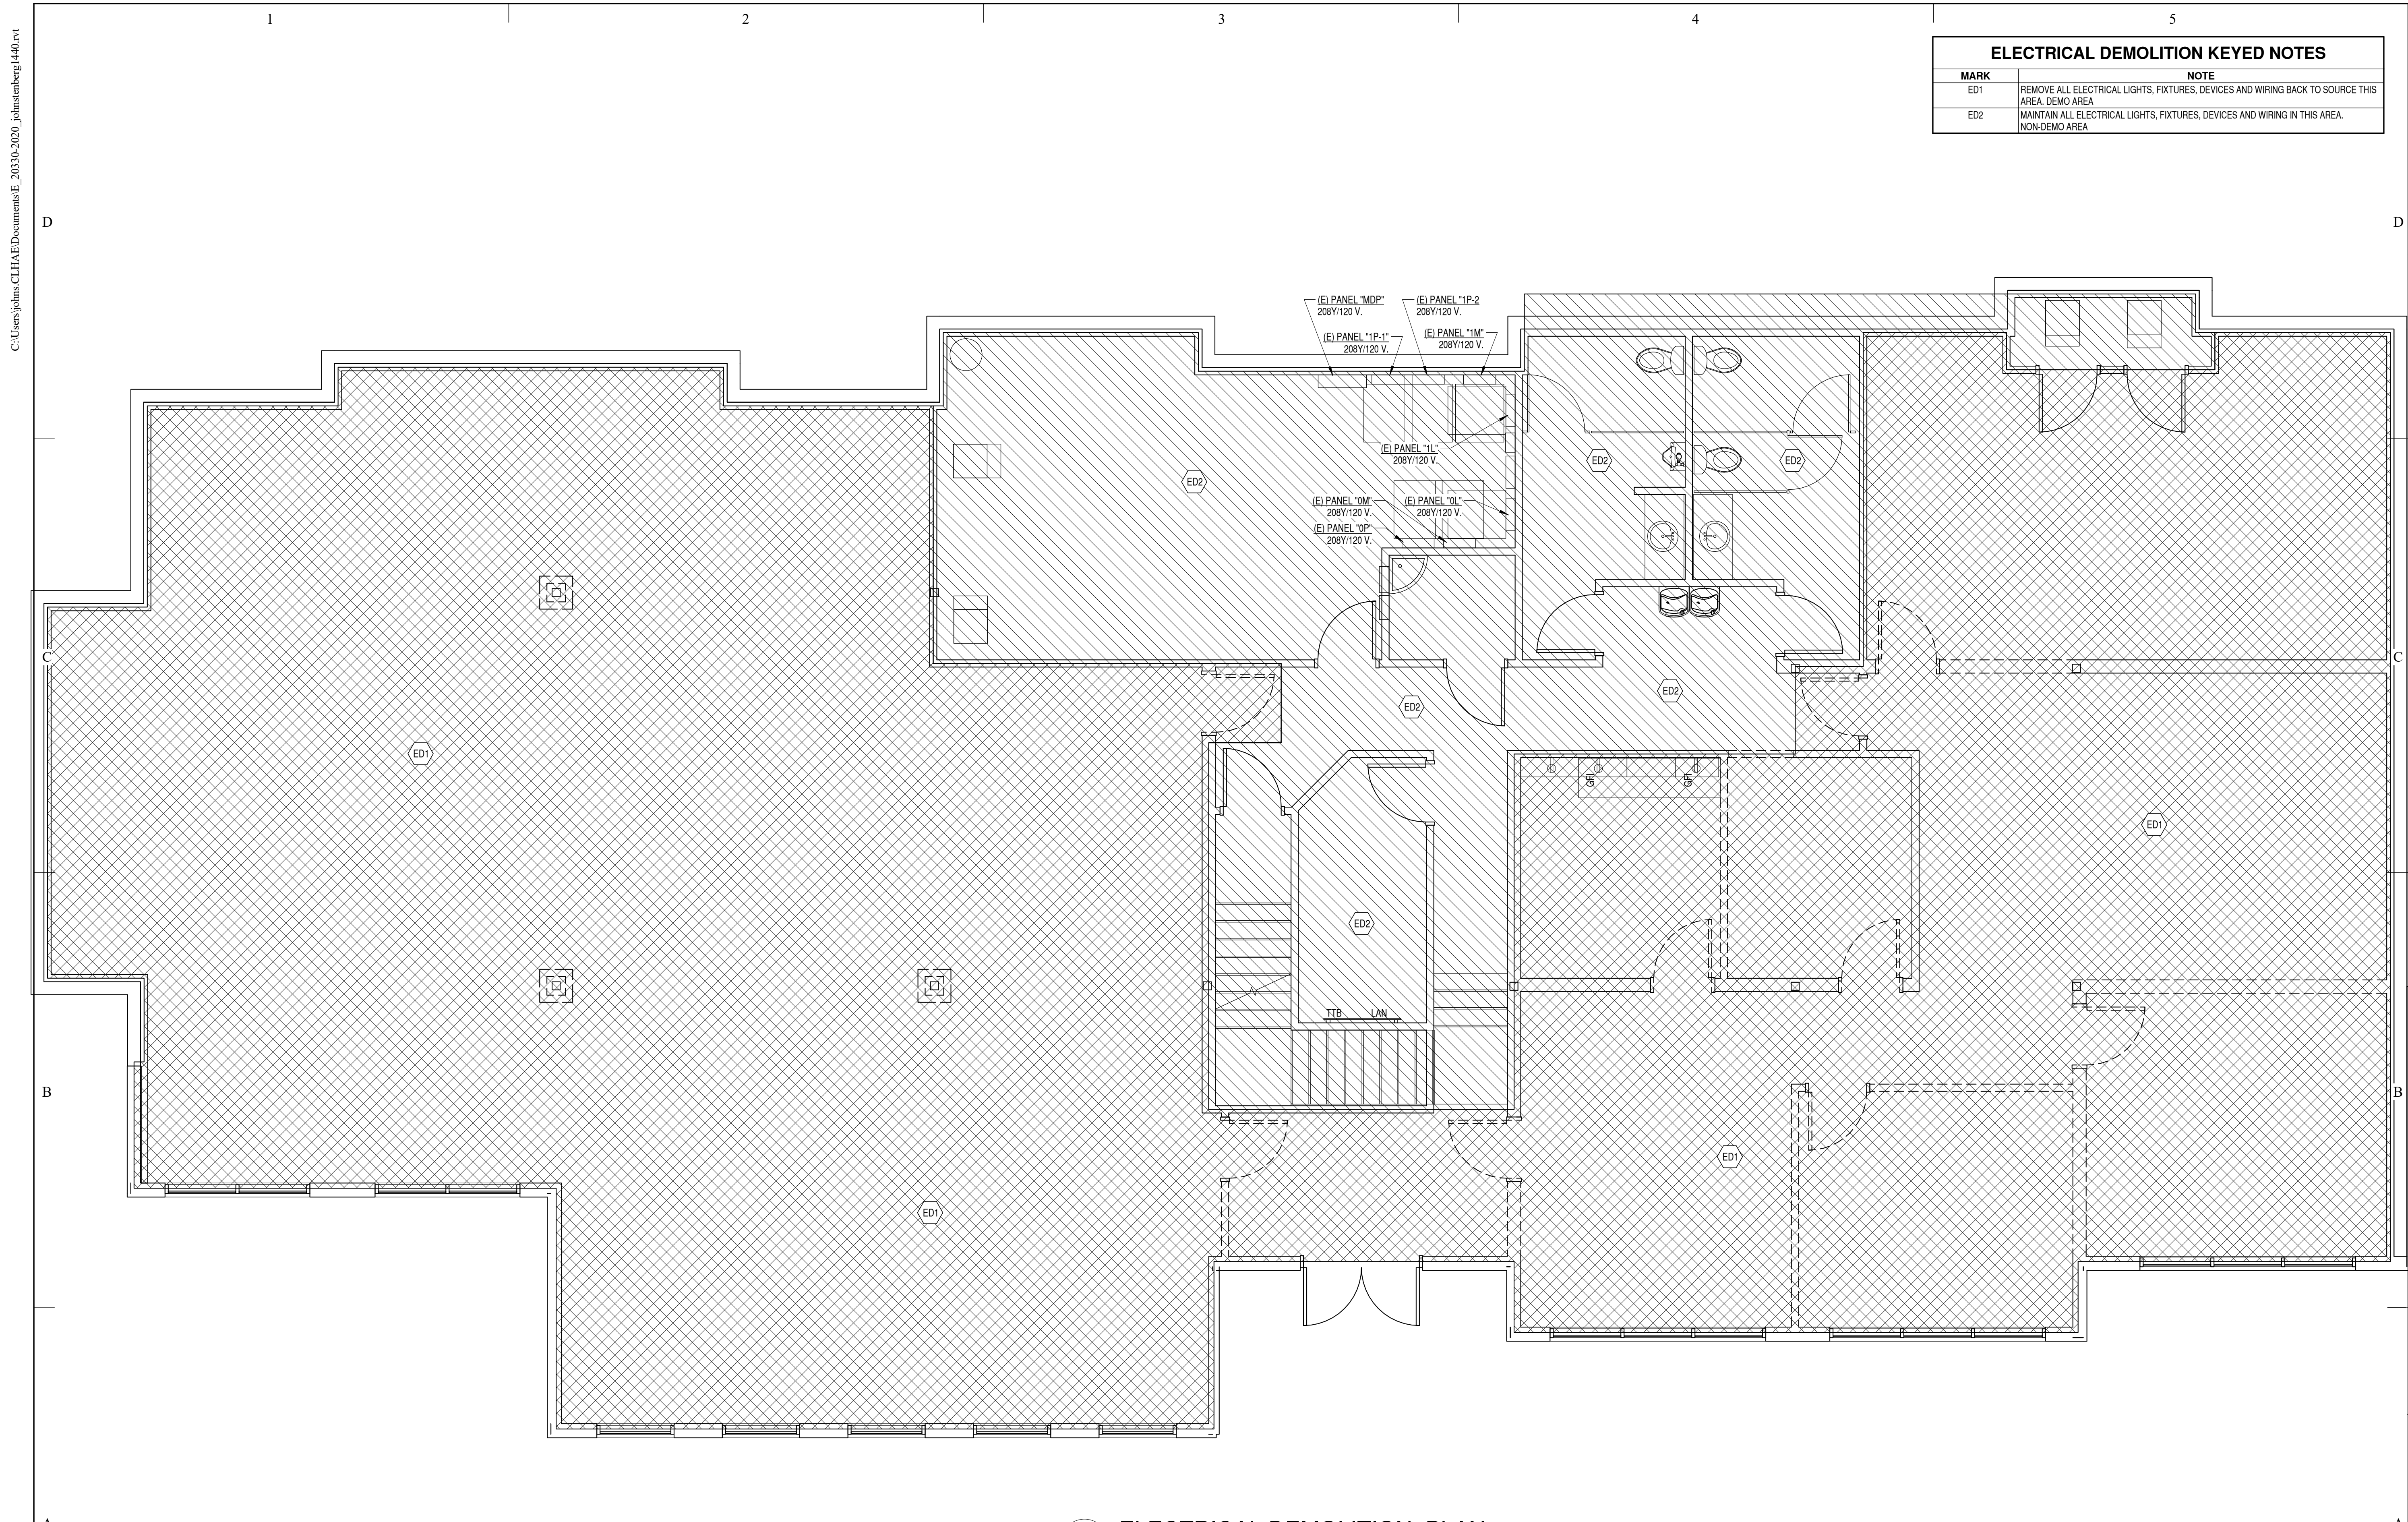 1
2
3
4
5
C:\Users\johns.CLHAE\Documents\E_20330-2020_johnstenberg1440.rvt
ELECTRICAL DEMOLITION KEYED NOTES
MARK NOTE
ED1 REMOVE ALL ELECTRICAL LIGHTS, FIXTURES, DEVICES AND WIRING BACK TO SOURCE THIS
AREA. DEMO AREA
ED2 MAINTAIN ALL ELECTRICAL LIGHTS, FIXTURES, DEVICES AND WIRING IN THIS AREA.
NON-DEMO AREA
D
D
(E) PANEL "MDP"
208Y/120 V.
(E) PANEL "1P-2
208Y/120 V.
(E) PANEL "1P-1"
208Y/120 V.
(E) PANEL "1M"
208Y/120 V.
(E) PANEL "1L"
208Y/120 V.
ED2
ED2
ED2
(E) PANEL "0M"
208Y/120 V.
(E) PANEL "0L"
208Y/120 V.
(E) PANEL "0P"
208Y/120 V.
C
C
ED2
ED2
ED1
GFI
GFI
ED1
ED2
TTB
LAN
B
B
ED1
ED1
A
A
ELECTRICAL DEMOLITION PLAN